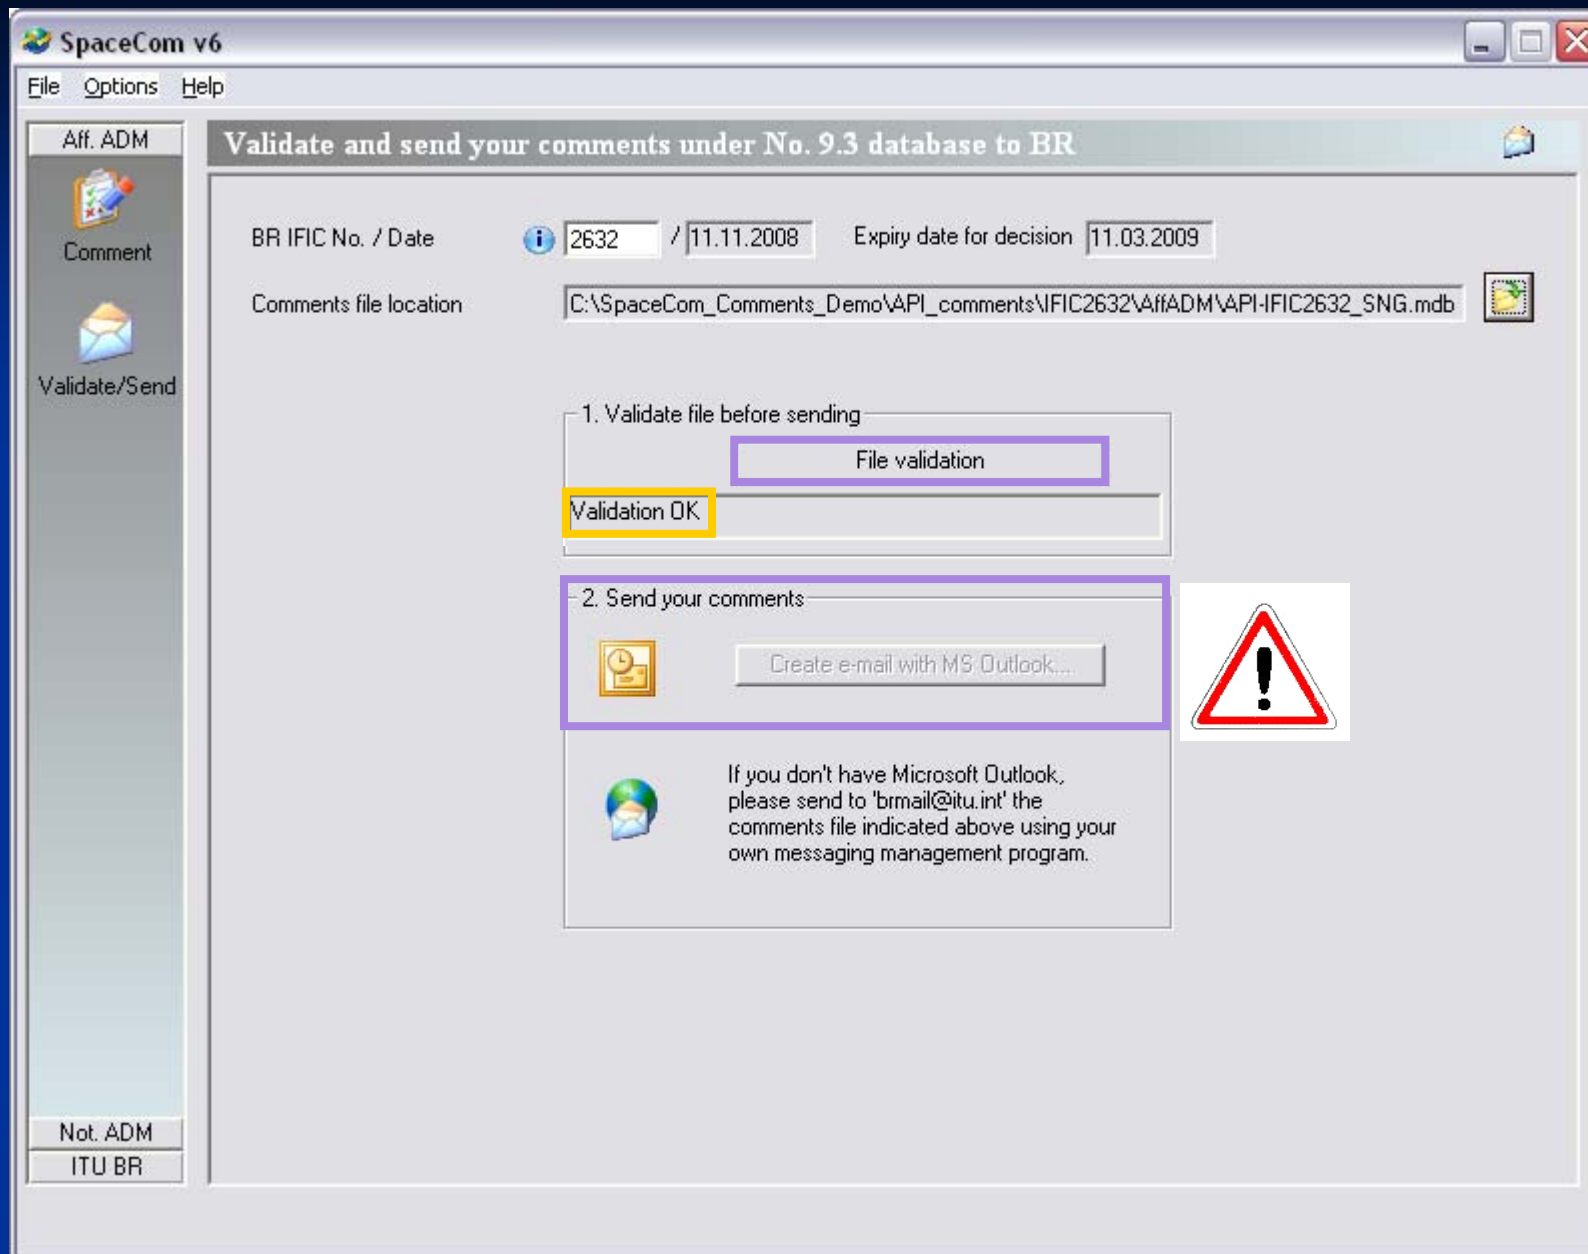 SpaceCom v6
File Options Help
Aff. ADM
Comment
Validate/Send
Not. ADM
ITU BR
Validate and send your comments under No. 9.3 database to BR
BR IFIC No. / Date 2632 / 11.11.2008 Expiry date for decision 11.03.2009
Comments file location C:\SpaceCom_Comments_Demo\API_comments\IFIC2632\AffADM\API-IFIC2632_SNG.mdb
1. Validate file before sending
File validation
Validation OK
2. Send your comments
Create e-mail with MS Outlook...
If you don't have Microsoft Outlook,
please send to 'brmail@itu.int' the
comments file indicated above using your
own messaging management program.